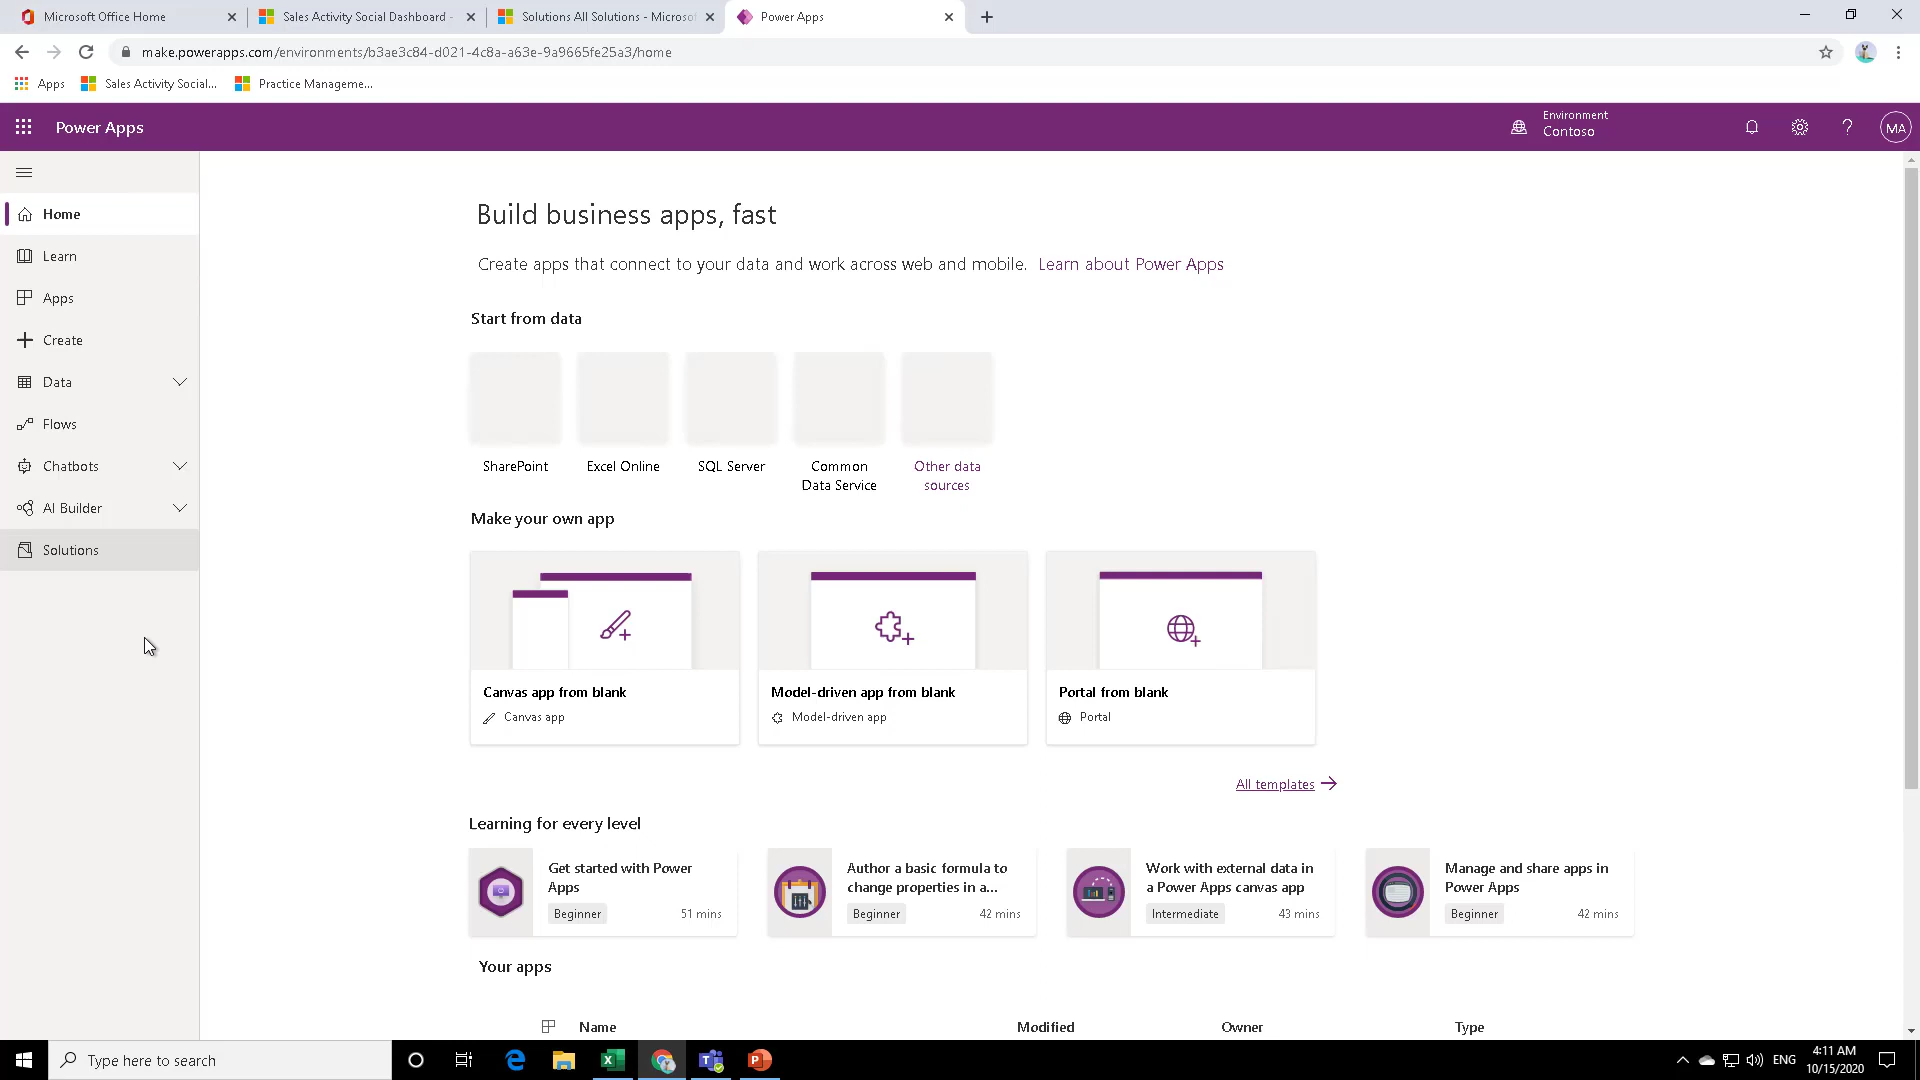 Microsoft Office Home
Sales Activity Social Dashboard -
Solutions All Solutions - Microsof
Power Apps
make.powerapps.com/environments/b3ae3c84-d021-4c8a-a63e-9a9665fe25a3/home
Apps
Sales Activity Social...
Practice Manageme...
Power Apps
Environment
Contoso
MA
Home
Learn
Apps
Create
Data
Flows
Chatbots
AI Builder
Solutions
Build business apps, fast
Create apps that connect to your data and work across web and mobile. Learn about Power Apps
Start from data
SharePoint
Excel Online
SQL Server
Common
Data Service
Other data
sources
Make your own app
Canvas app from blank
Canvas app
Model-driven app from blank
Model-driven app
Portal from blank
Portal
All templates
Learning for every level
Get started with Power
Apps
Beginner
51 mins
Author a basic formula to
change properties in a...
Beginner
42 mins
Work with external data in
a Power Apps canvas app
Intermediate
43 mins
Manage and share apps in
Power Apps
Beginner
42 mins
Your apps
Name
Modified
Owner
Type
Type here to search
ENG
4:11 AM
10/15/2020